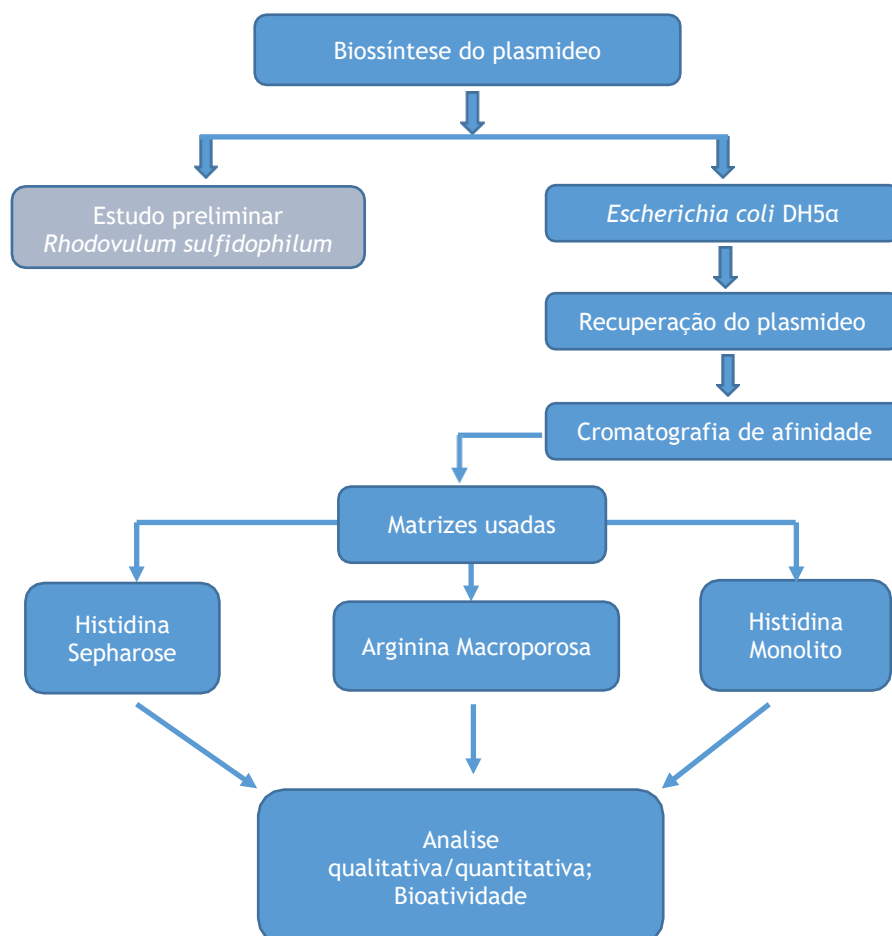 Biossíntese do plasmideo
Estudo preliminar
Rhodovulum sulfidophilum
Escherichia coli DH5α
Recuperação do plasmideo
Cromatografia de afinidade
Matrizes usadas
Histidina
Sepharose
Arginina Macroporosa
Histidina
Monolito
Analise
qualitativa/quantitativa;
Bioatividade